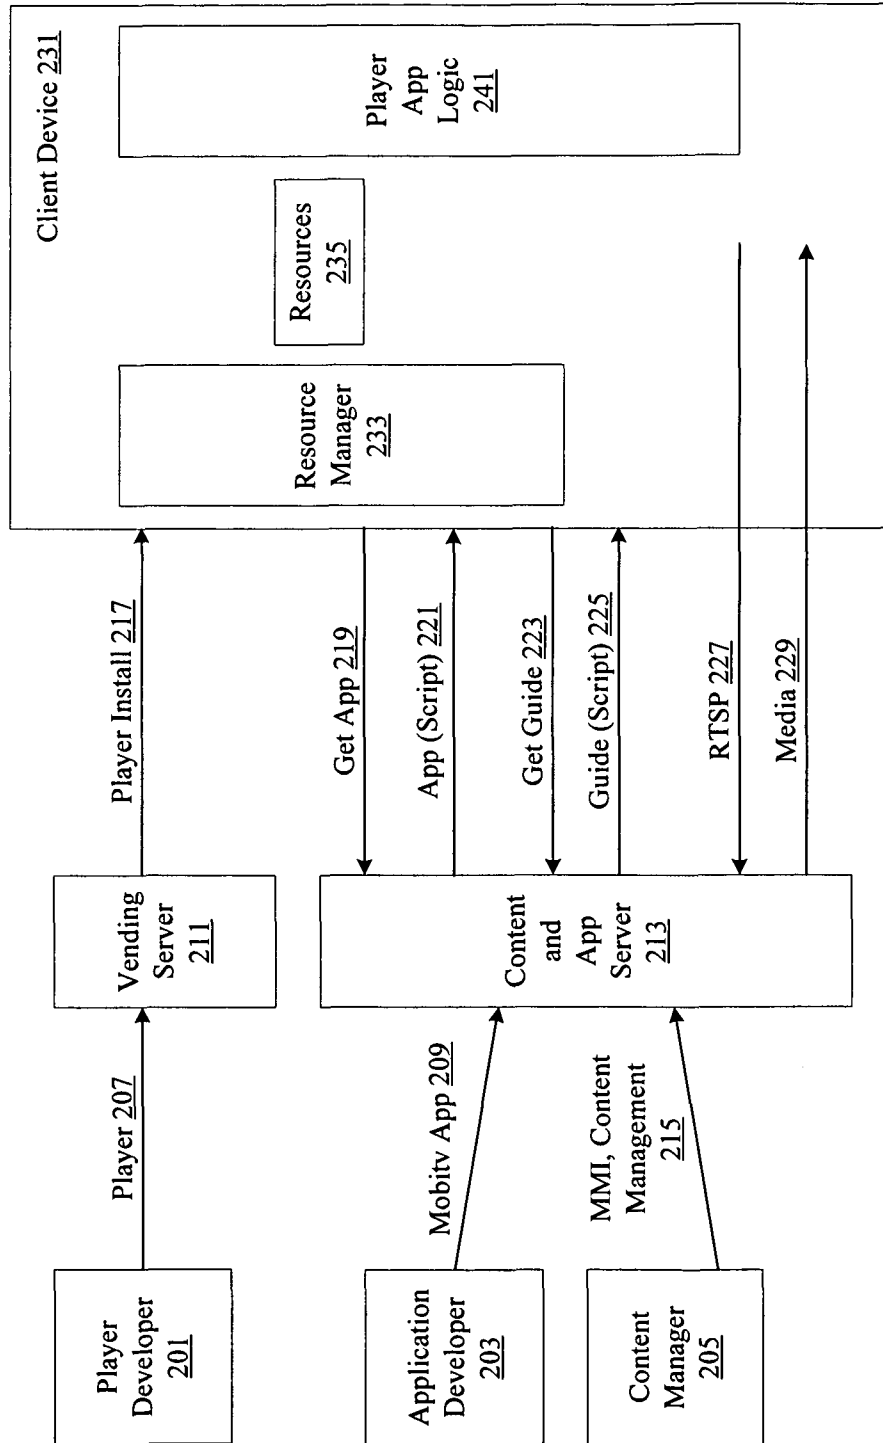 Player
Developer
201
Application
Developer
203
Content
Manager
205
Player 207
Mobitv App 209
MMI, Content
Management
215
Vending
Server
211
Content
and App
Server
213
Player Install 217
Get App 219
App (Script) 221
Get Guide 223
Guide (Script) 225
RTSP 227
Media 229
Client Device 231
Resource
Manager
233
Resources
235
Player
App
Logic
241